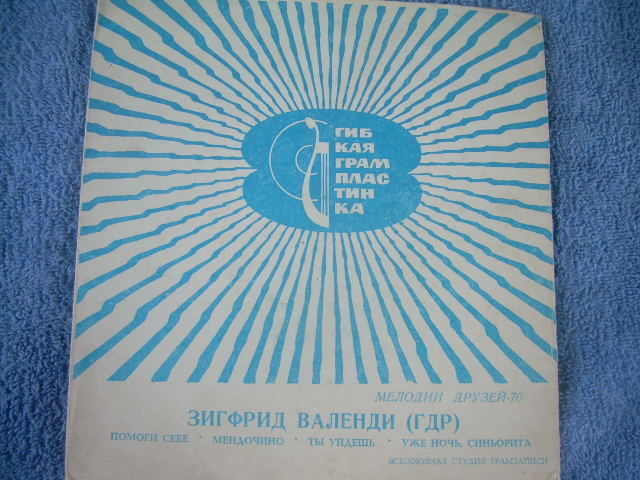 ГИБ
КАЯ
ГРАМ
ПЛАС
ТИН
КА
МЕЛОДИИ ДРУЗЕЙ-70
ЗИГФРИД ВАЛЕНДИ (ГДР)
ПОМОГИ СЕБЕ • МЕНДОЧИНО • ТЫ УЙДЕШЬ • УЖЕ НОЧЬ, СИНЬОРИТА
ВСЕСОЮЗНАЯ СТУДИЯ ГРАМЗАПИСИ